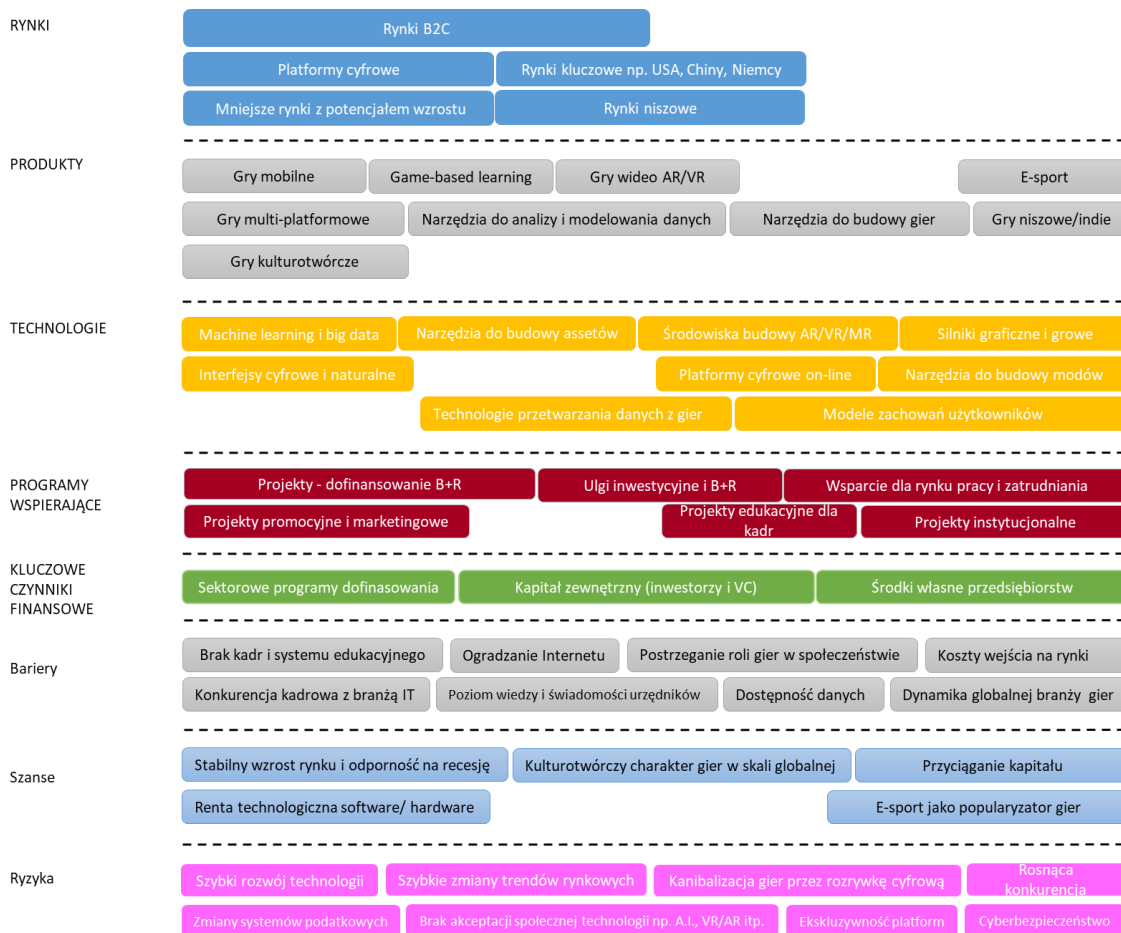 RYNKI
Rynki B2C
Platformy cyfrowe
Rynki kluczowe np. USA, Chiny, Niemcy
Mniejsze rynki z potencjałem wzrostu
Rynki niszowe
PRODUKTY
Gry mobilne
Game-based learning
Gry wideo AR/VR
E-sport
Gry multi-platformowe
Narzędzia do analizy i modelowania danych
Narzędzia do budowy gier
Gry niszowe/indie
Gry kulturotwórcze
TECHNOLOGIE
Machine learning i big data
Narzędzia do budowy assetów
Środowiska budowy AR/VR/MR
Silniki graficzne i growe
Interfejsy cyfrowe i naturalne
Platformy cyfrowe on-line
Narzędzia do budowy modów
Technologie przetwarzania danych z gier
Modele zachowań użytkowników
PROGRAMY
WSPIERAJĄCE
Projekty - dofinansowanie B+R
Ulgi inwestycyjne i B+R
Wsparcie dla rynku pracy i zatrudniania
Projekty promocyjne i marketingowe
Projekty edukacyjne dla
kadr
Projekty instytucjonalne
KLUCZOWE
CZYNNIKI
FINANSOWE
Sektorowe programy dofinasowania
Kapitał zewnętrzny (inwestorzy i VC)
Środki własne przedsiębiorstw
Bariery
Brak kadr i systemu edukacyjnego
Ogradzanie Internetu
Postrzeganie roli gier w społeczeństwie
Koszty wejścia na rynki
Konkurencja kadrowa z branżą IT
Poziom wiedzy i świadomości urzędników
Dostępność danych
Dynamika globalnej branży gier
Szanse
Stabilny wzrost rynku i odporność na recesję
Kulturotwórczy charakter gier w skali globalnej
Przyciąganie kapitału
Renta technologiczna software/ hardware
E-sport jako popularyzator gier
Ryzyka
Szybki rozwój technologii
Szybkie zmiany trendów rynkowych
Kanibalizacja gier przez rozrywkę cyfrową
Rosnąca
konkurencja
Zmiany systemów podatkowych
Brak akceptacji społecznej technologii np. A.I., VR/AR itp.
Ekskluzywność platform
Cyberbezpieczeństwo